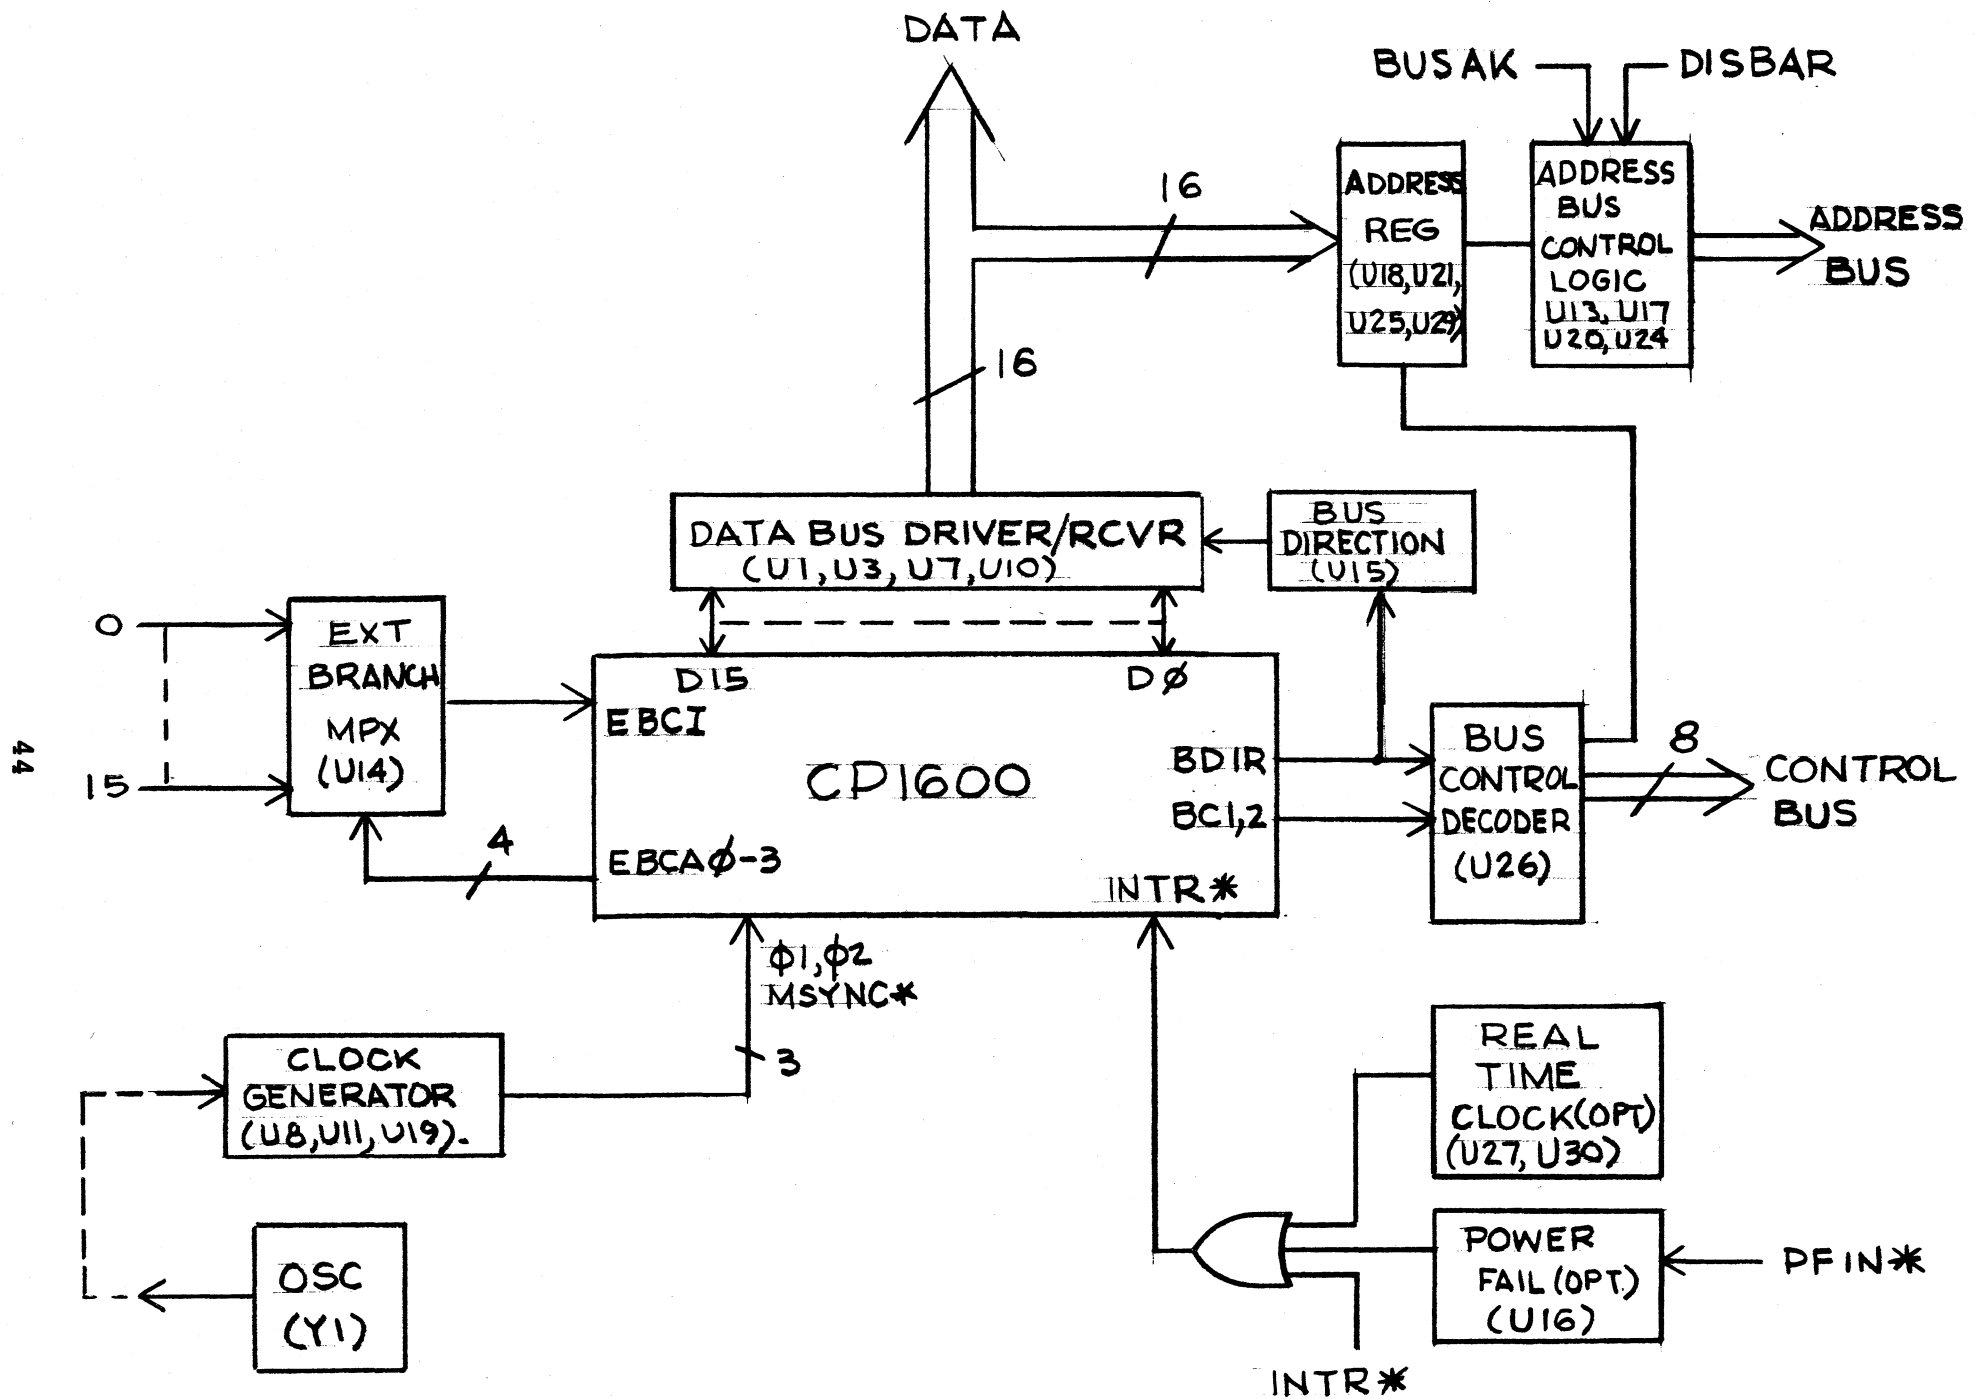 DATA
BUSAK
DISBAR
16
ADDRESS
REG
(U18,U21,
U25,U29)
ADDRESS
BUS
CONTROL
LOGIC
U13, U17
U20, U24
ADDRESS
BUS
16
DATA BUS DRIVER/RCVR
(U1, U3, U7, U10)
BUS
DIRECTION
(U15)
0
15
EXT
BRANCH
MPX
(U14)
D15
DØ
EBCI
CP1600
BDIR
BC1,2
EBCAØ-3
INTR*
4
BUS
CONTROL
DECODER
(U26)
8
CONTROL
BUS
44
Φ1, Φ2
MSYNC*
3
CLOCK
GENERATOR
(U8, U11, U19).
OSC
(Y1)
REAL
TIME
CLOCK(OPT)
(U27, U30)
POWER
FAIL (OPT)
(U16)
PFIN*
INTR*